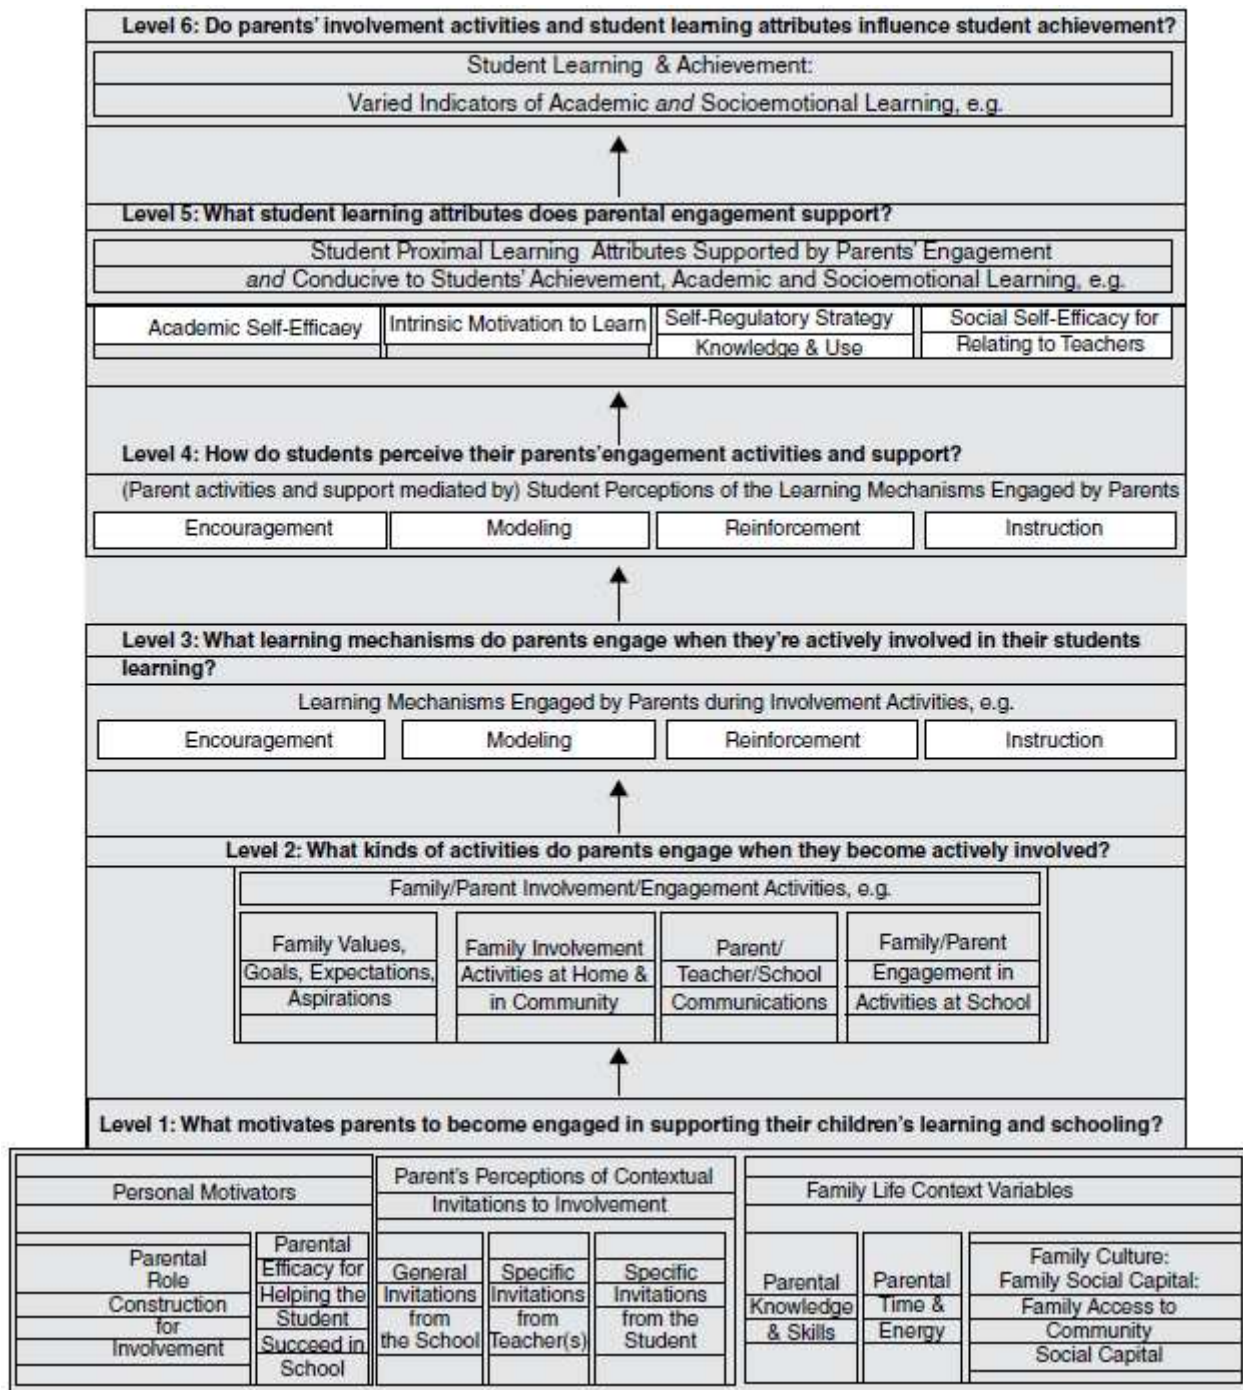 Level 6: Do parents' involvement activities and student learning attributes influence student achievement?
Student Learning & Achievement:
Varied Indicators of Academic and Socioemotional Learning, e.g.
Level 5: What student learning attributes does parental engagement support?
Student Proximal Learning Attributes Supported by Parents' Engagement
and Conducive to Students' Achievement, Academic and Socioemotional Learning, e.g.
Academic Self-Efficaey
Intrinsic Motivation to Learn
Self-Regulatory Strategy
Knowledge & Use
Social Self-Efficacy for
Relating to Teachers
Level 4: How do students perceive their parents'engagement activities and support?
(Parent activities and support mediated by) Student Perceptions of the Learning Mechanisms Engaged by Parents
Encouragement
Modeling
Reinforcement
Instruction
Level 3: What learning mechanisms do parents engage when they're actively involved in their students
learning?
Learning Mechanisms Engaged by Parents during Involvement Activities, e.g.
Encouragement
Modeling
Reinforcement
Instruction
Level 2: What kinds of activities do parents engage when they become actively involved?
Family/Parent Involvement/Engagement Activities, e.g.
Family Values,
Goals, Expectations,
Aspirations
Family Involvement
Activities at Home &
in Community
Parent/
Teacher/School
Communications
Family/Parent
Engagement in
Activities at School
Level 1: What motivates parents to become engaged in supporting their children's learning and schooling?
Personal Motivators
Parental
Role
Construction
for
Involvement
Parental
Efficacy for
Helping the
Student
Succeed in
School
Parent's Perceptions of Contextual
Invitations to Involvement
General
Invitations
from
the School
Specific
Invitations
from
Teacher(s)
Specific
Invitations
from the
Student
Family Life Context Variables
Parental
Knowledge
& Skills
Parental
Time &
Energy
Family Culture:
Family Social Capital:
Family Access to
Community
Social Capital